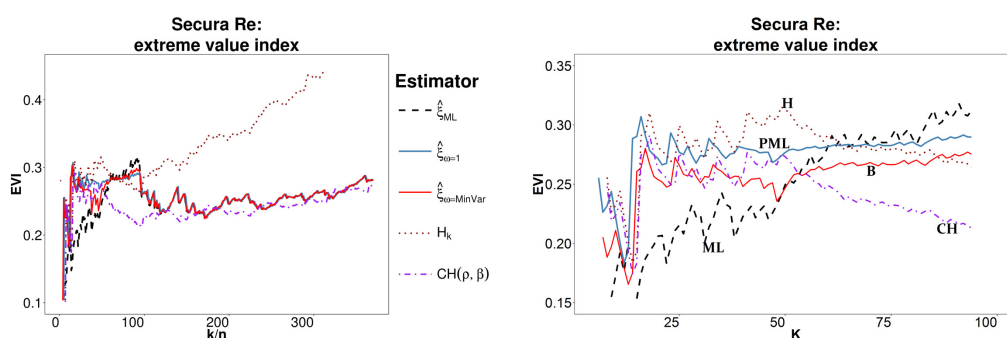 Secura Re:
extreme value index
EVI
0.4
0.3
0.2
0.1
0
100
200
300
k/n
Estimator
ξ̂ML
ξ̂ω=1
ξ̂ω=MinVar
Hk
CH(ρ, β)
Secura Re:
extreme value index
EVI
0.35
0.30
0.25
0.20
0.15
25
50
75
100
K
H
PML
B
ML
CH